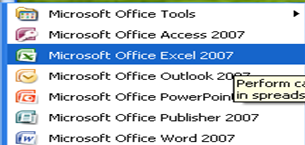 Microsoft Office Tools
Microsoft Office Access 2007
Microsoft Office Excel 2007
Microsoft Office Outlook 2007
Perform ca
in spreads
Microsoft Office PowerPoint
Microsoft Office Publisher 2007
Microsoft Office Word 2007